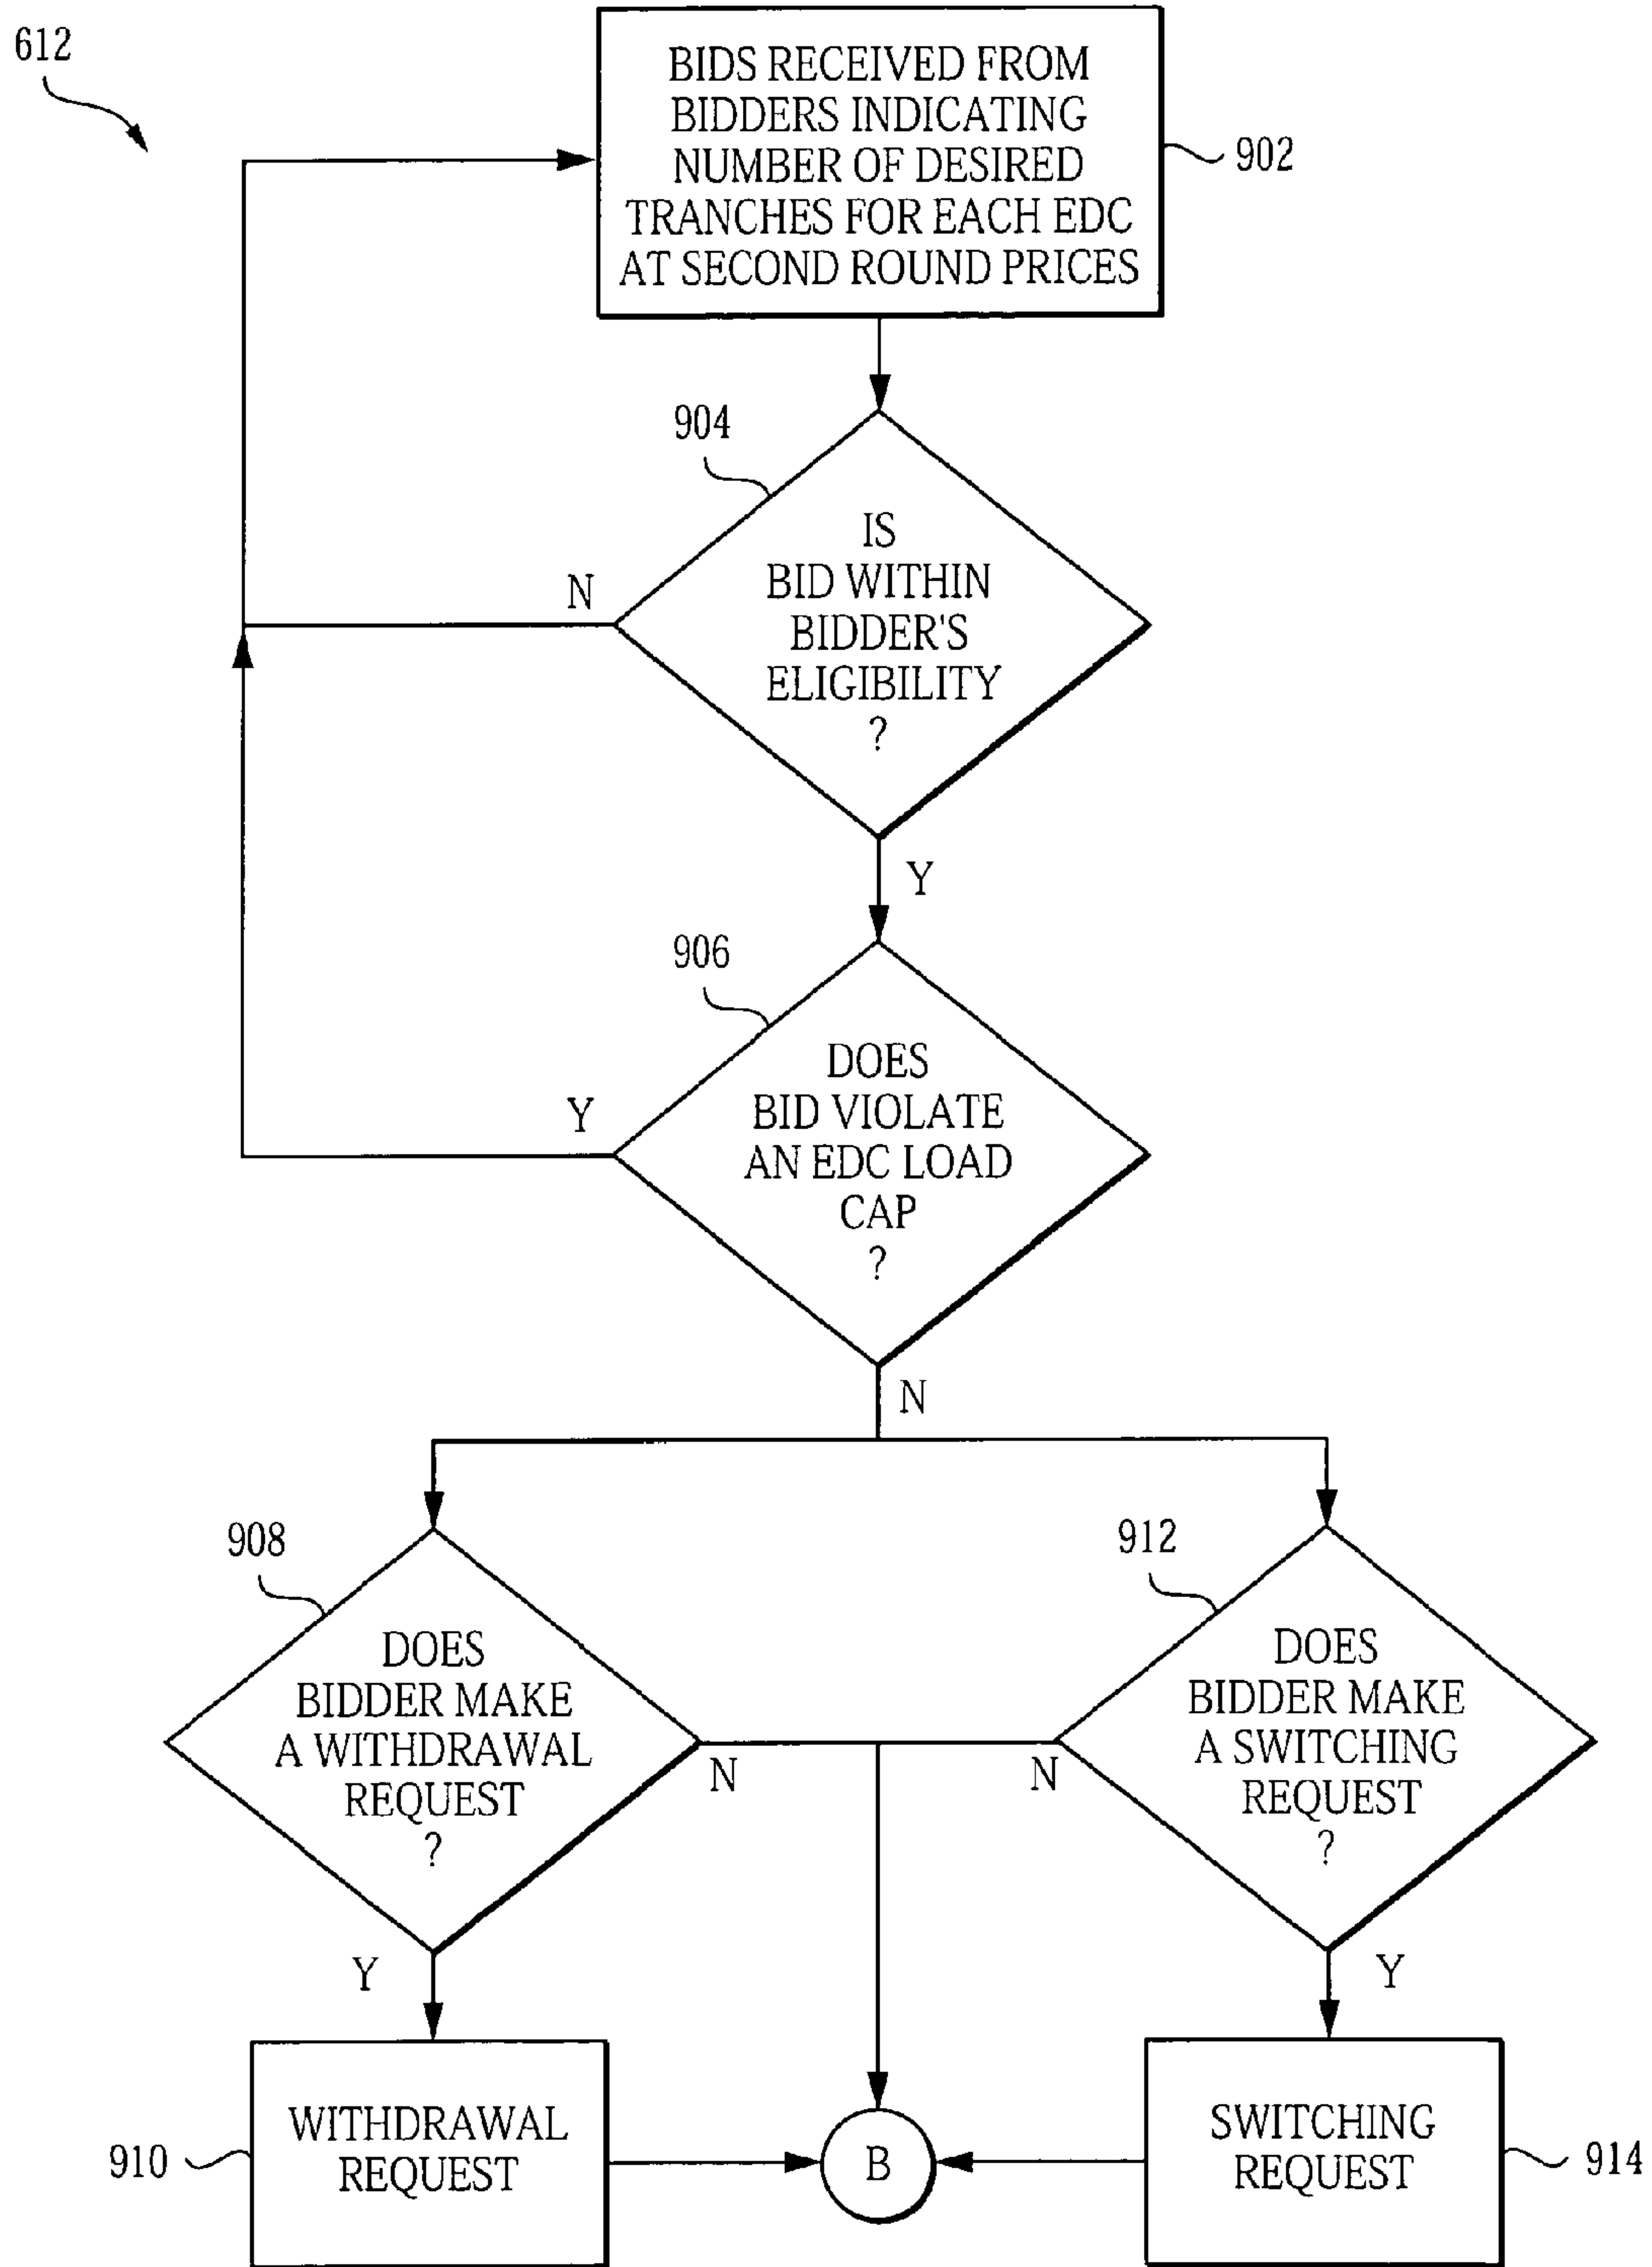 612
BIDS RECEIVED FROM
BIDDERS INDICATING
NUMBER OF DESIRED
TRANCHES FOR EACH EDC
AT SECOND ROUND PRICES
902
904
IS
BID WITHIN
BIDDER'S
ELIGIBILITY
?
N
Y
906
DOES
BID VIOLATE
AN EDC LOAD
CAP
?
Y
N
908
DOES
BIDDER MAKE
A WITHDRAWAL
REQUEST
?
N
Y
912
DOES
BIDDER MAKE
A SWITCHING
REQUEST
?
N
Y
910
WITHDRAWAL
REQUEST
B
SWITCHING
REQUEST
914